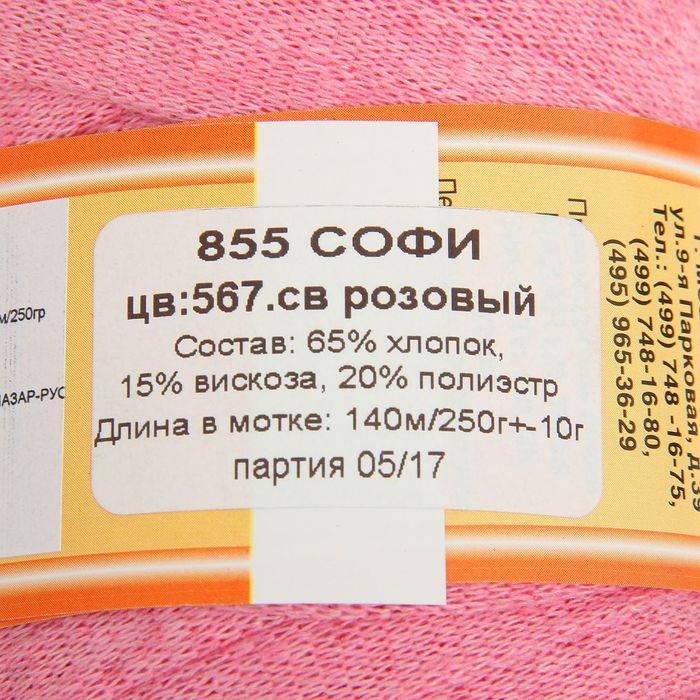 855 СОФИ
цв:567.св розовый
Состав: 65% хлопок,
15% вискоза, 20% полиэстр
Длина в мотке: 140м/250г+-10г
партия 05/17
м/250гр
АЗАР-РУС
ул.9-я Парковая, д.39
Тел.: (499) 748 -16-75,
(499) 748-16-80,
(495) 965-36-29